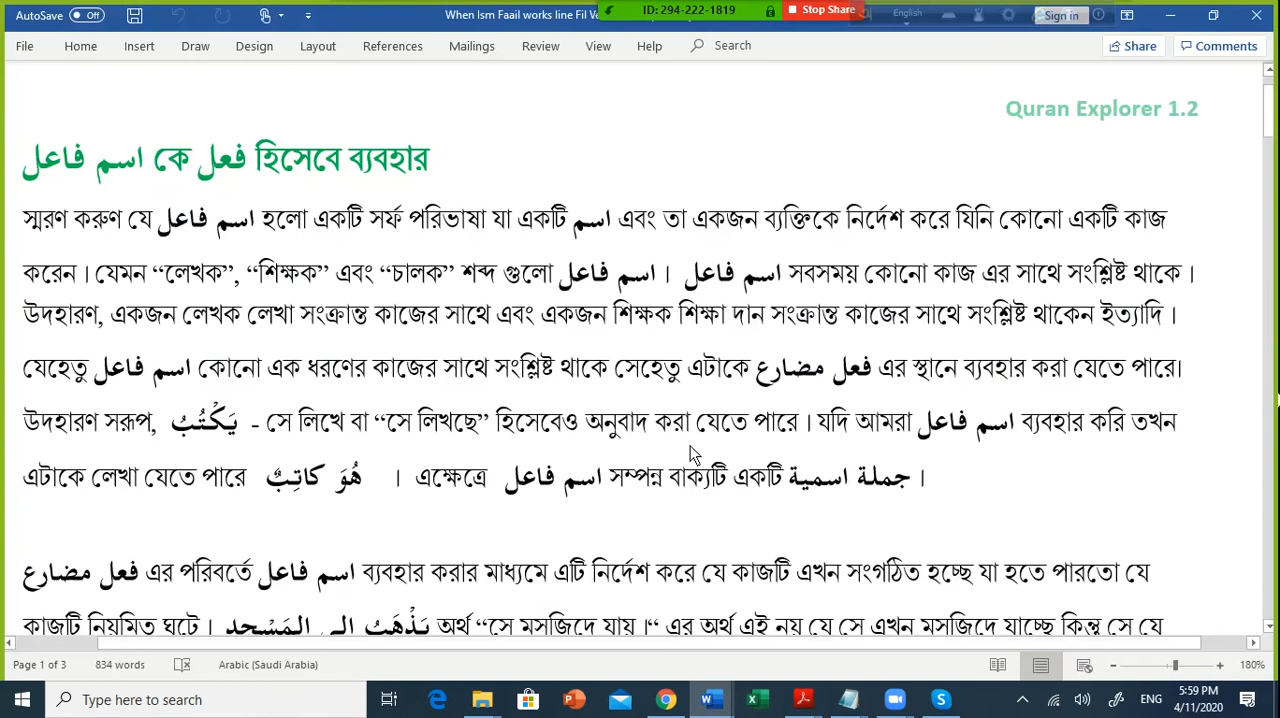 AutoSave Off
When Ism Faail works line Fil Ve
ID: 294-222-1819
Stop Share
English
Sign in
File Home Insert Draw Design Layout References Mailings Review View Help Search Share Comments
Quran Explorer 1.2
اسم فاعل কে فعل হিসেবে ব্যবহার
স্মরণ করুণ যে اسم فاعل হলো একটি সর্ফ পরিভাষা যা একটি اسم এবং তা একজন ব্যক্তিকে নির্দেশ করে যিনি কোনো একটি কাজ
করেন। যেমন “লেখক”, “শিক্ষক” এবং “চালক” শব্দ গুলো اسم فاعل । اسم فاعل সবসময় কোনো কাজ এর সাথে সংশ্লিষ্ট থাকে।
উদহারণ, একজন লেখক লেখা সংক্রান্ত কাজের সাথে এবং একজন শিক্ষক শিক্ষা দান সংক্রান্ত কাজের সাথে সংশ্লিষ্ট থাকেন ইত্যাদি।
যেহেতু اسم فاعل কোনো এক ধরণের কাজের সাথে সংশ্লিষ্ট থাকে সেহেতু এটাকে فعل مضارع এর স্থানে ব্যবহার করা যেতে পারে।
উদহারণ সরূপ, يَكْتُبُ - সে লিখে বা “সে লিখছে” হিসেবেও অনুবাদ করা যেতে পারে। যদি আমরা اسم فاعل ব্যবহার করি তখন
এটাকে লেখা যেতে পারে هُوَ كاتِبٌ । এক্ষেত্রে اسم فاعل সম্পন্ন বাক্যটি একটি جملة اسمية ।
فعل مضارع এর পরিবর্তে اسم فاعل ব্যবহার করার মাধ্যমে এটি নির্দেশ করে যে কাজটি এখন সংগঠিত হচ্ছে যা হতে পারতো যে
কাজটি নিয়মিত ঘটে। يَذْهَبُ الى المَسْجِد অর্থ “সে মসজিদে যায়।“ এর অর্থ এই নয় যে সে এখন মসজিদে যাচ্ছে কিন্তু সে যে
Page 1 of 3 834 words Arabic (Saudi Arabia) 180%
Type here to search
ENG
5:59 PM
4/11/2020